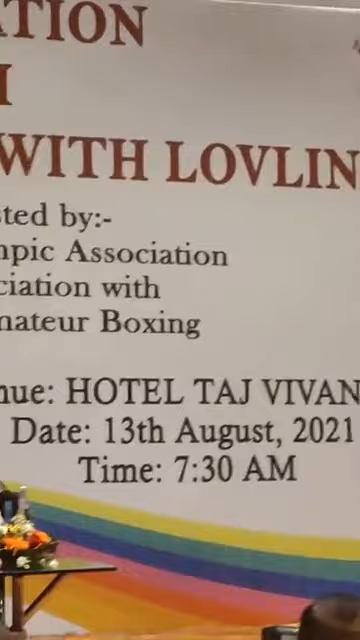 ATION
H
WITH LOVLIN
sted by:-
mpic Association
ciation with
mateur Boxing
nue: HOTEL TAJ VIVAN
Date: 13th August, 2021
Time: 7:30 AM